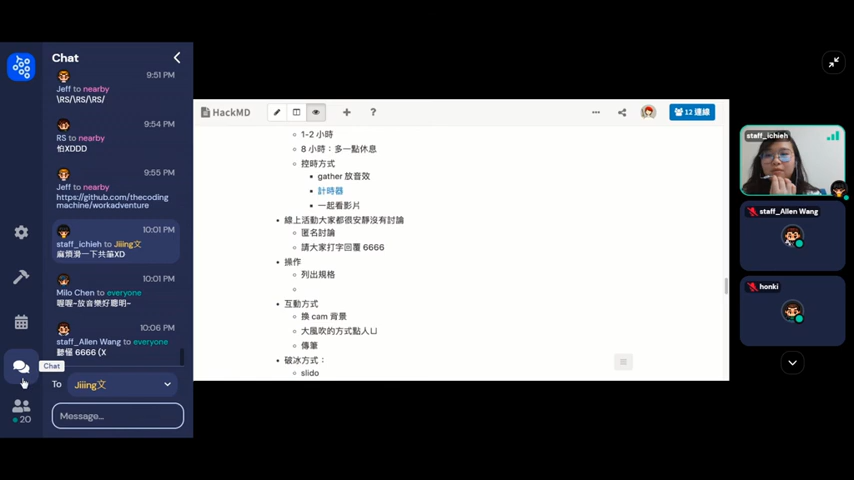 Chat
9:51 PM
Jeff to nearby
\RS/\RS/\RS/
9:54 PM
RS to nearby
怕XDDD
9:55 PM
Jeff to nearby
https://github.com/thecoding
machine/workadventure
10:01 PM
staff_ichieh to Jiiing文
麻煩滑一下共筆XD
10:01 PM
Milo Chen to everyone
喔喔~放音樂好聰明~
10:06 PM
staff_Allen Wang to everyone
聽懂 6666 (X
Chat
To Jiiing文
Message...
20
HackMD
12 連線
1-2 小時
8 小時：多一點休息
控時方式
gather 放音效
計時器
一起看影片
線上活動大家都很安靜沒有討論
匿名討論
請大家打字回覆 6666
操作
列出規格
互動方式
換 cam 背景
大風吹的方式點人ㄩ
傳筆
破冰方式：
slido
staff_ichieh
staff_Allen Wang
honki